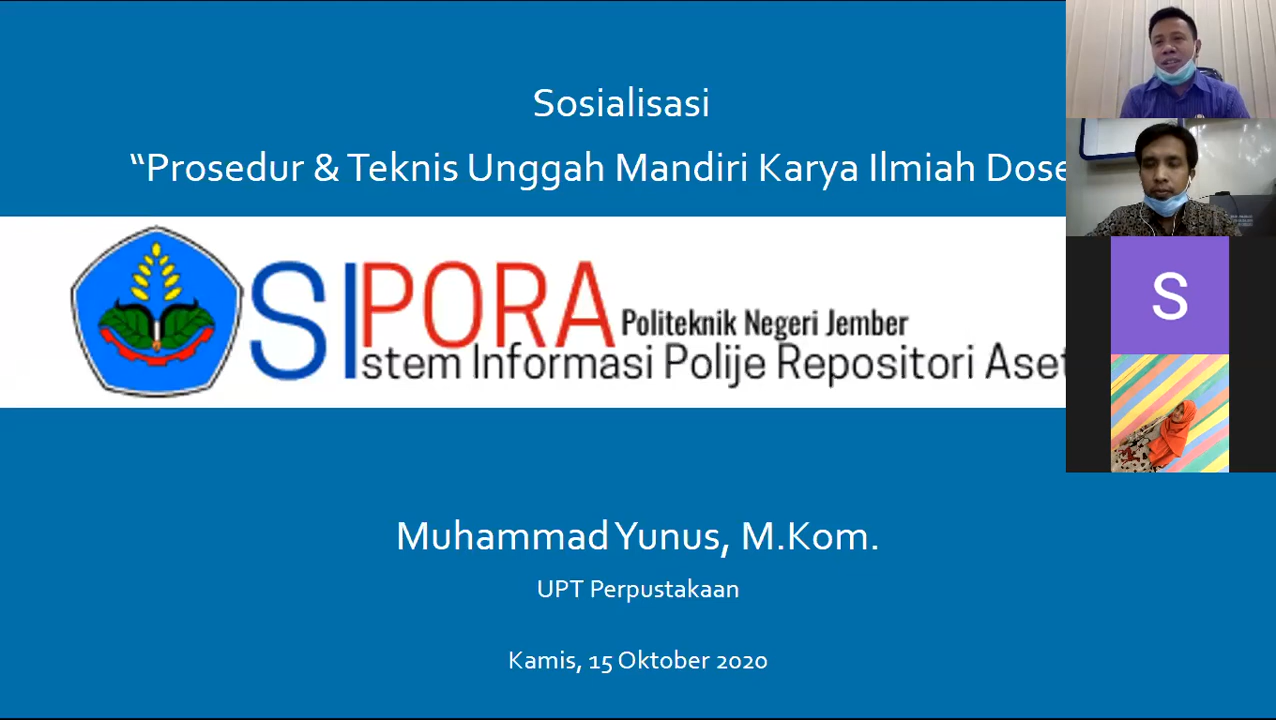 Sosialisasi
“Prosedur & Teknis Unggah Mandiri Karya Ilmiah Dose
SIPORA Politeknik Negeri Jember
stem Informasi Polije Repositori Aset
S
Muhammad Yunus, M.Kom.
UPT Perpustakaan
Kamis, 15 Oktober 2020